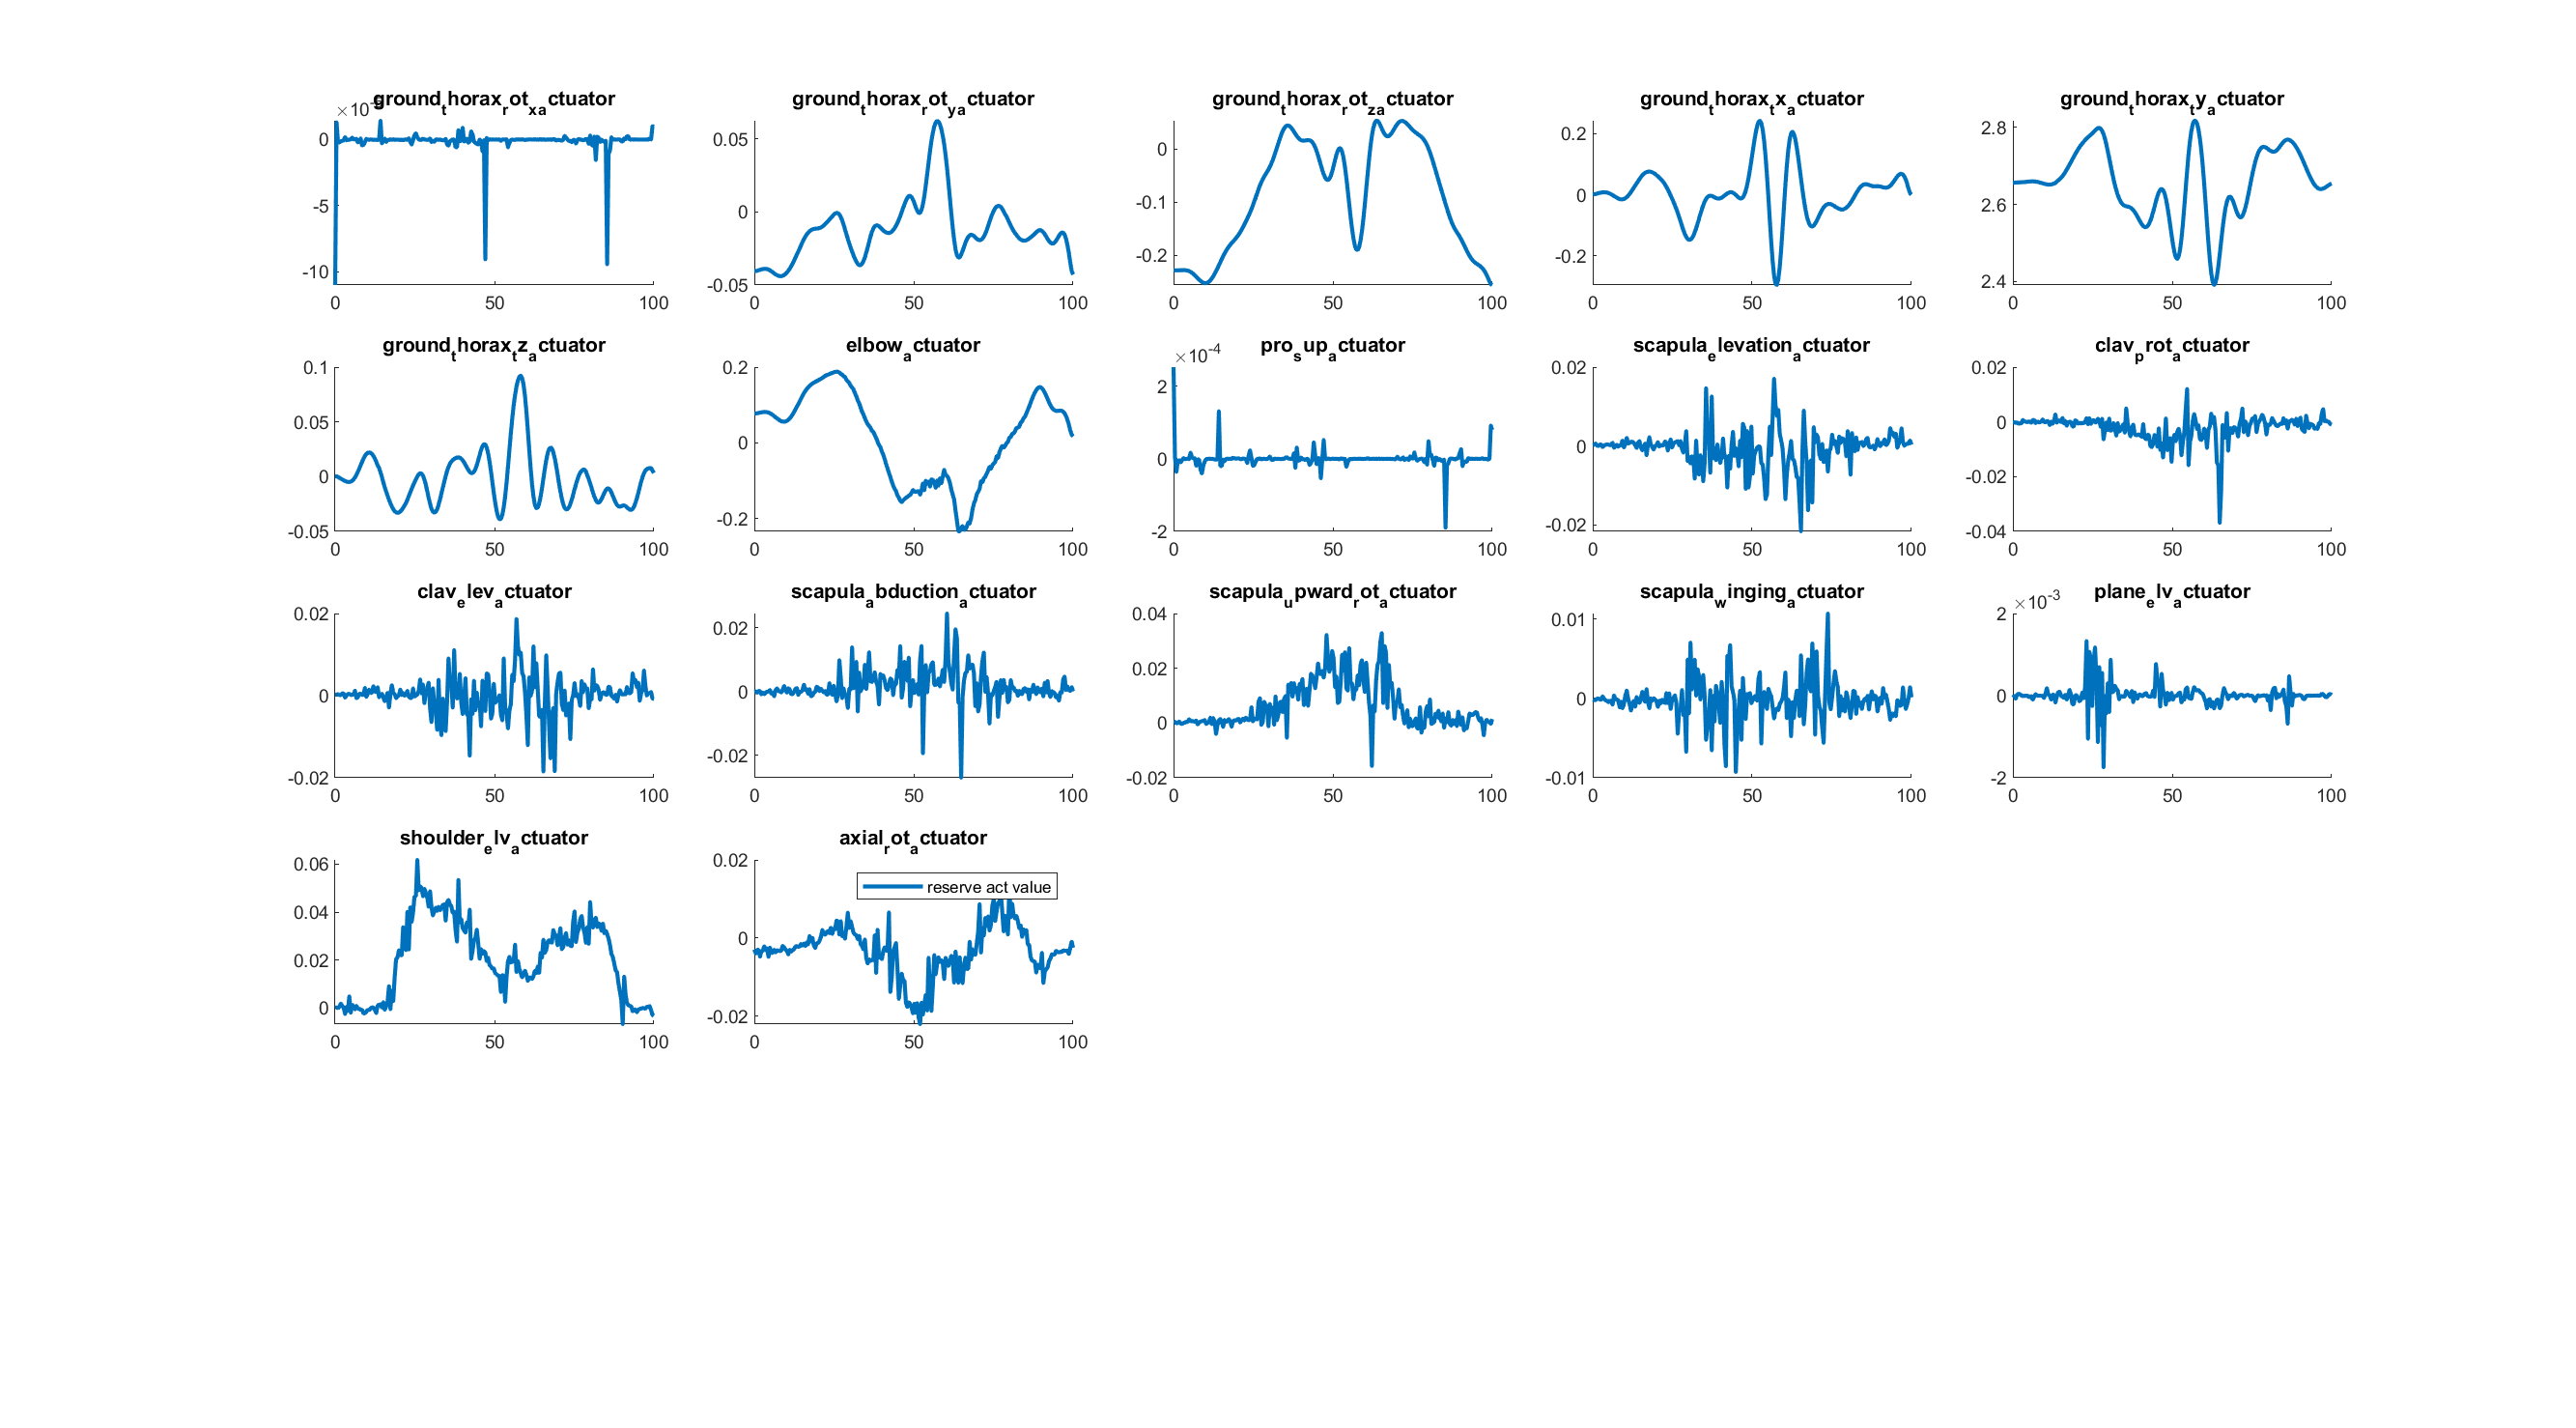 ground_thorax_rot_xactuator ground_thorax_rot_yactuator ground_thorax_rot_zactuator ground_thorax_tx_actuator ground_thorax_ty_actuator
×10
0 -5 -10 0 50 100
0.05 0 -0.05 0 50 100
0 -0.1 -0.2 0 50 100
0.2 0 -0.2 0 50 100
2.8 2.6 2.4 0 50 100
ground_thorax_tz_actuator elbow_actuator pro_sup_actuator scapula_elevation_actuator clav_prot_actuator
0.1 0.05 0 -0.05 0 50 100
0.2 0 -0.2 0 50 100
×10-4
2 0 -2 0 50 100
0.02 0 -0.02 0 50 100
0.02 0 -0.02 -0.04 0 50 100
clav_elev_actuator scapula_abduction_actuator scapula_upward_rot_actuator scapula_winging_actuator plane_elv_actuator
0.02 0 -0.02 0 50 100
0.02 0 -0.02 0 50 100
0.04 0.02 0 -0.02 0 50 100
0.01 0 -0.01 0 50 100
×10-3
2 0 -2 0 50 100
shoulder_elv_actuator axial_rot_actuator
0.06 0.04 0.02 0 0 50 100
0.02 0 -0.02 0 50 100
reserve act value